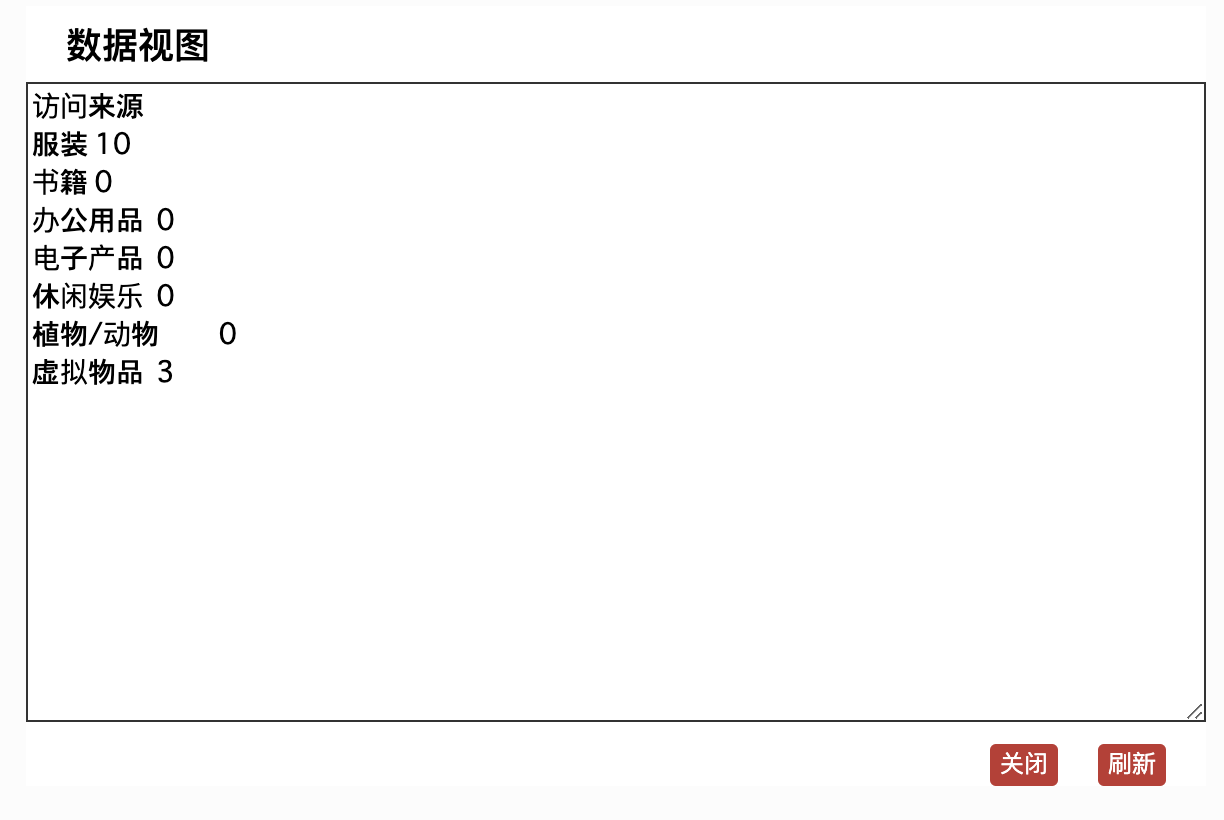 数据视图
访问来源
服装 10
书籍 0
办公用品 0
电子产品 0
休闲娱乐 0
植物/动物 0
虚拟物品 3
关闭 刷新